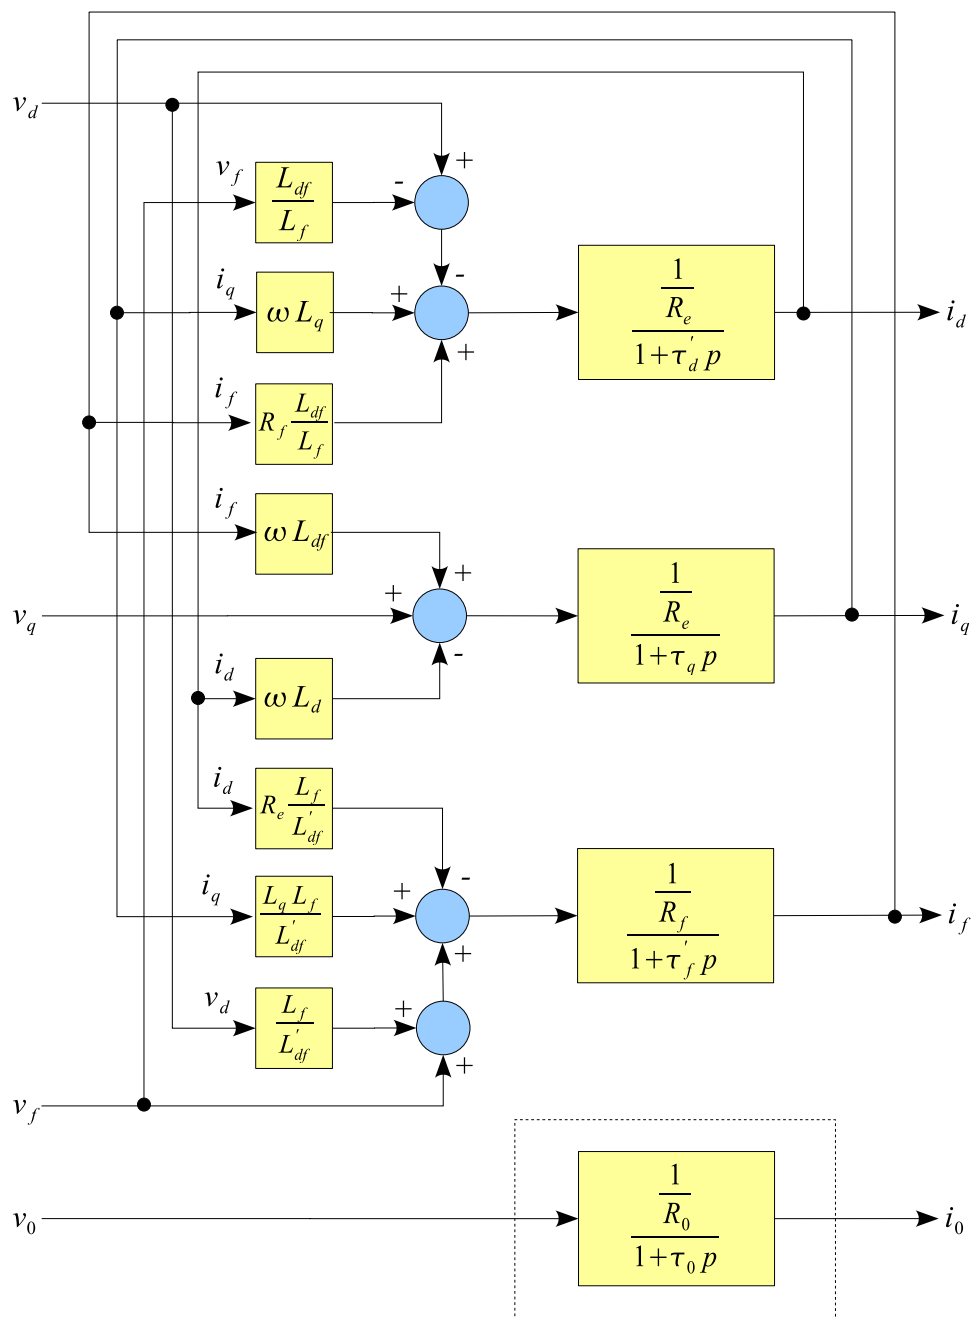 v_d
+
v_f
L_df / L_f
-
i_q
ω L_q
+
-
+
(1 / R_e) / (1+τ'_d p)
i_d
i_f
R_f L_df / L_f
i_f
ω L_df
+
v_q
+
-
(1 / R_e) / (1+τ_q p)
i_q
i_d
ω L_d
i_d
R_e L_f / L'_df
-
i_q
L_q L_f / L'_df
+
+
(1 / R_f) / (1+τ'_f p)
i_f
v_d
L_f / L'_df
+
+
v_f
v_0
(1 / R_0) / (1+τ_0 p)
i_0